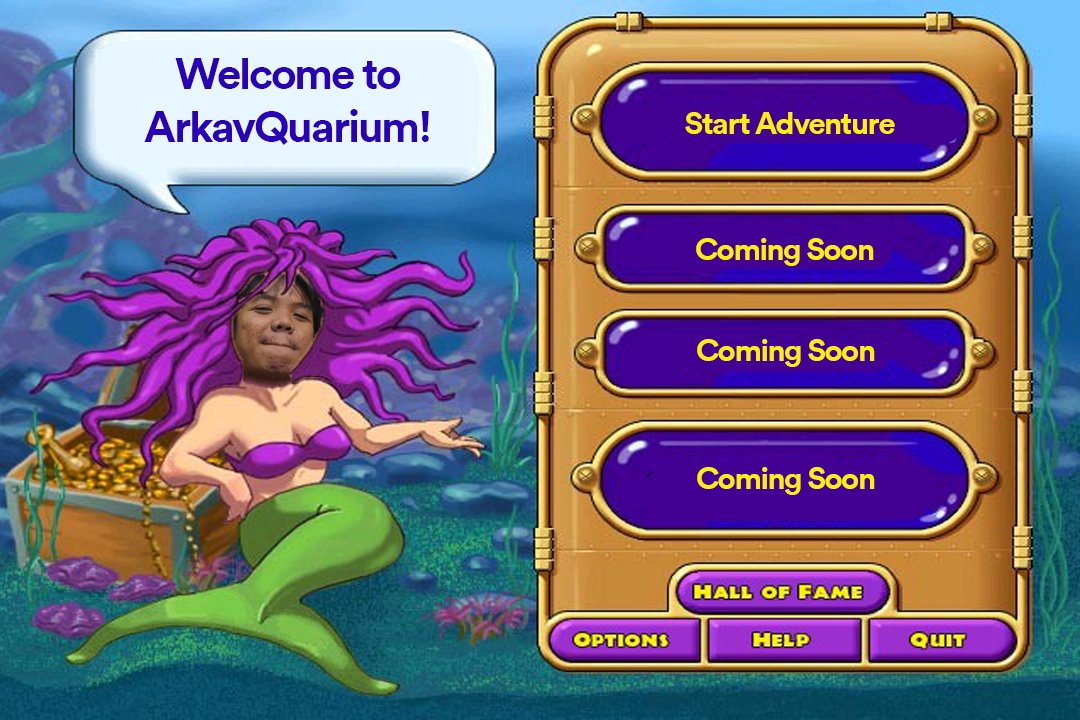 Welcome to
ArkavQuarium!
Start Adventure
Coming Soon
Coming Soon
Coming Soon
HALL OF FAME
OPTIONS
HELP
QUIT